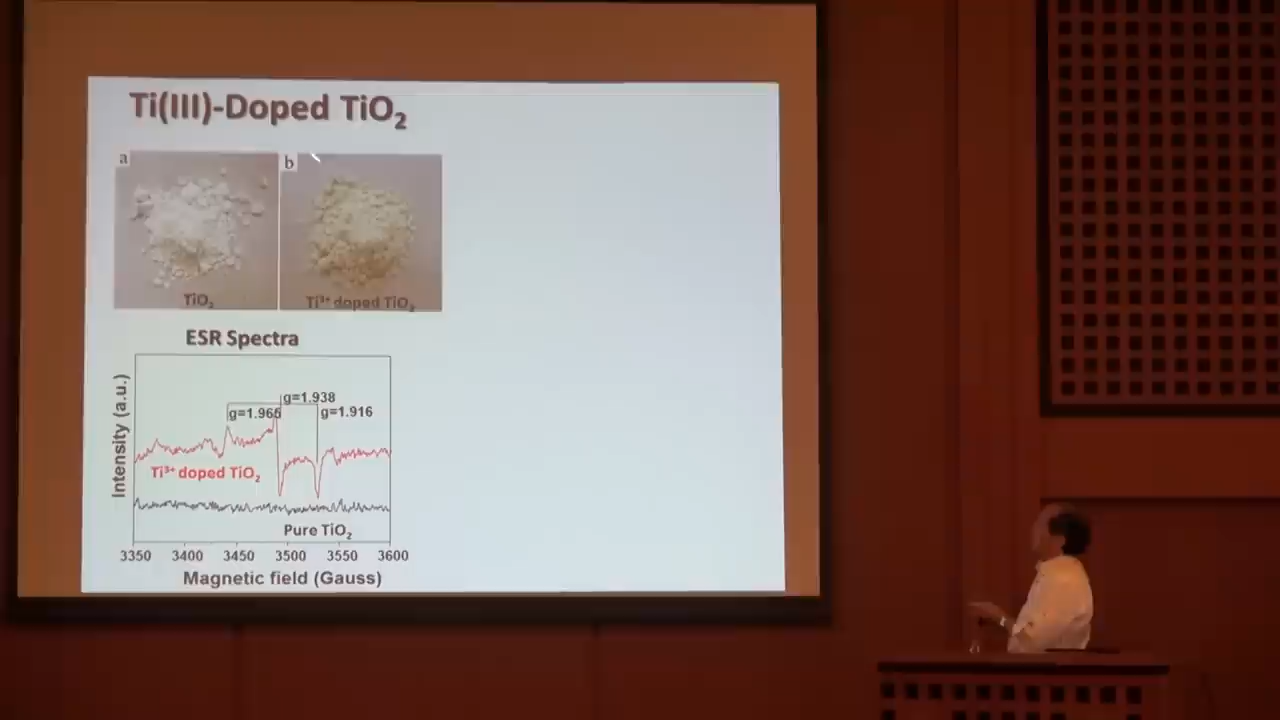 Ti(III)-Doped TiO₂
a
b
TiO₂
Ti³⁺ doped TiO₂
ESR Spectra
Intensity (a.u.)
g=1.938
g=1.965
g=1.916
Ti³⁺ doped TiO₂
Pure TiO₂
3350 3400 3450 3500 3550 3600
Magnetic field (Gauss)